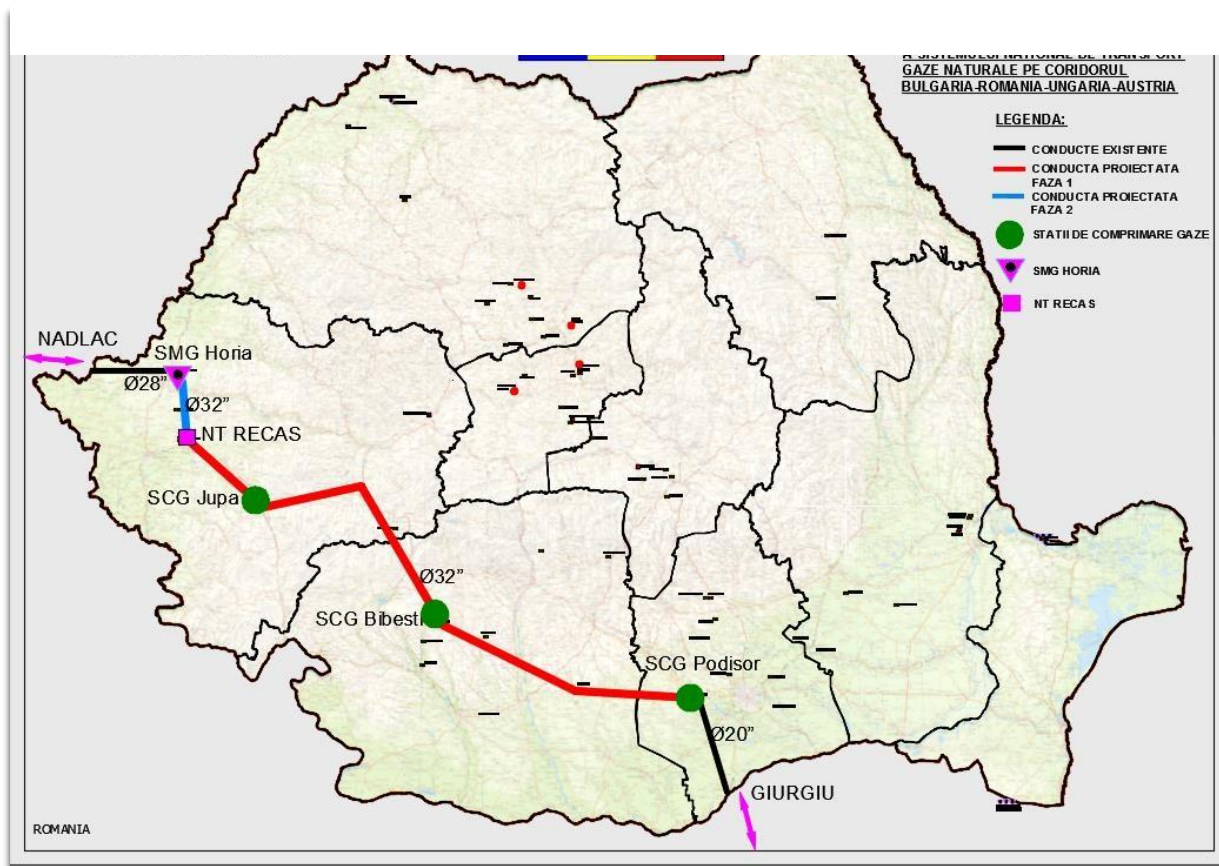 A SISTEMULUI NATIONAL DE TRANSPORT
GAZE NATURALE PE CORIDORUL
BULGARIA-ROMANIA-UNGARIA-AUSTRIA
LEGENDA:
CONDUCTE EXISTENTE
CONDUCTA PROIECTATA
FAZA 1
CONDUCTA PROIECTATA
FAZA 2
STATII DE COMPRIMARE GAZE
SMG HORIA
NT RECAS
NADLAC
SMG Horia
Ø28”
Ø32”
NT RECAS
SCG Jupa
Ø32”
SCG Bibesti
SCG Podisor
Ø20”
GIURGIU
ROMANIA